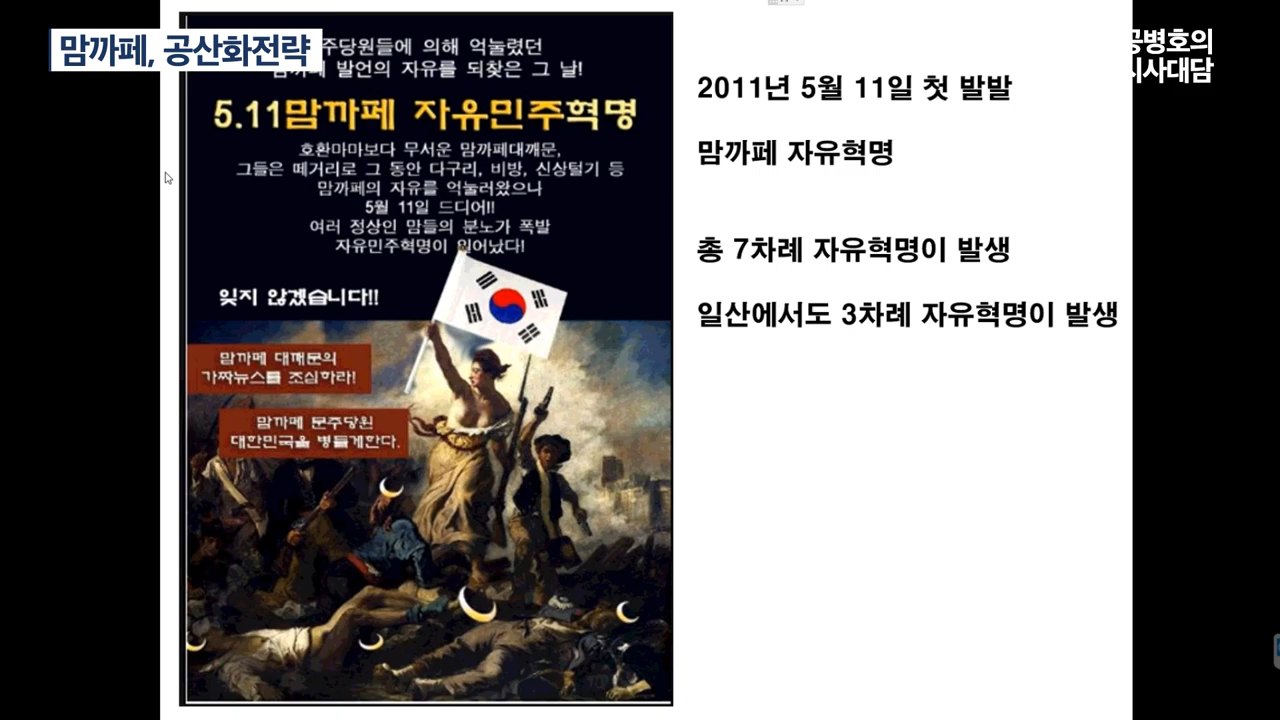 맘까페, 공산화전략
공병호의
시사대담
주당원들에 의해 억눌렸던
맘까페 발언의 자유를 되찾은 그 날!
5.11맘까페 자유민주혁명
호환마마보다 무서운 맘까페대깨문,
그들은 떼거리로 그 동안 다구리, 비방, 신상털기 등
맘까페의 자유를 억눌러왔으나
5월 11일 드디어!!
여러 정상인 맘들의 분노가 폭발
자유민주혁명이 일어났다!
잊지 않겠습니다!!
맘까페 대깨문의
가짜뉴스를 조심하라!
맘까페 문주당원
대한민국을 병들게한다.
2011년 5월 11일 첫 발발
맘까페 자유혁명
총 7차례 자유혁명이 발생
일산에서도 3차례 자유혁명이 발생